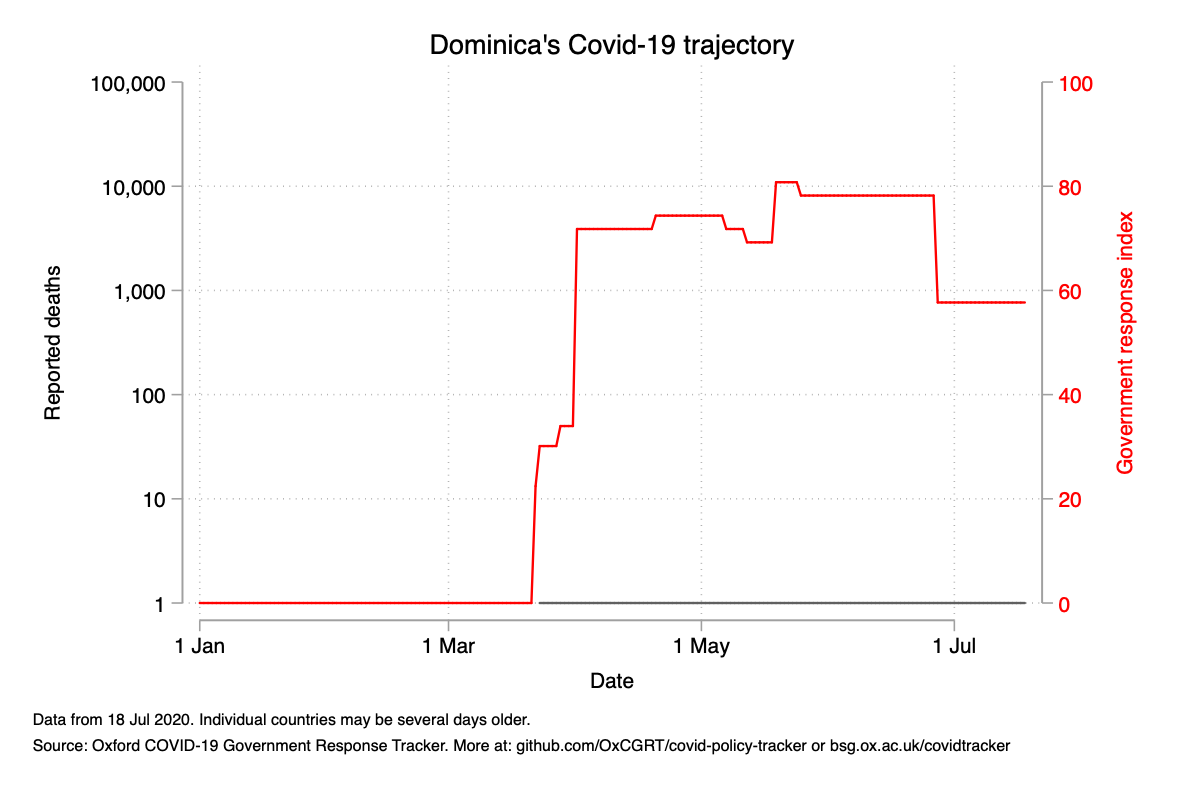 Dominica's Covid-19 trajectory
100,000
10,000
1,000
100
10
1
Reported deaths
100
80
60
40
20
0
Government response index
1 Jan
1 Mar
1 May
1 Jul
Date
Data from 18 Jul 2020. Individual countries may be several days older.
Source: Oxford COVID-19 Government Response Tracker. More at: github.com/OxCGRT/covid-policy-tracker or bsg.ox.ac.uk/covidtracker